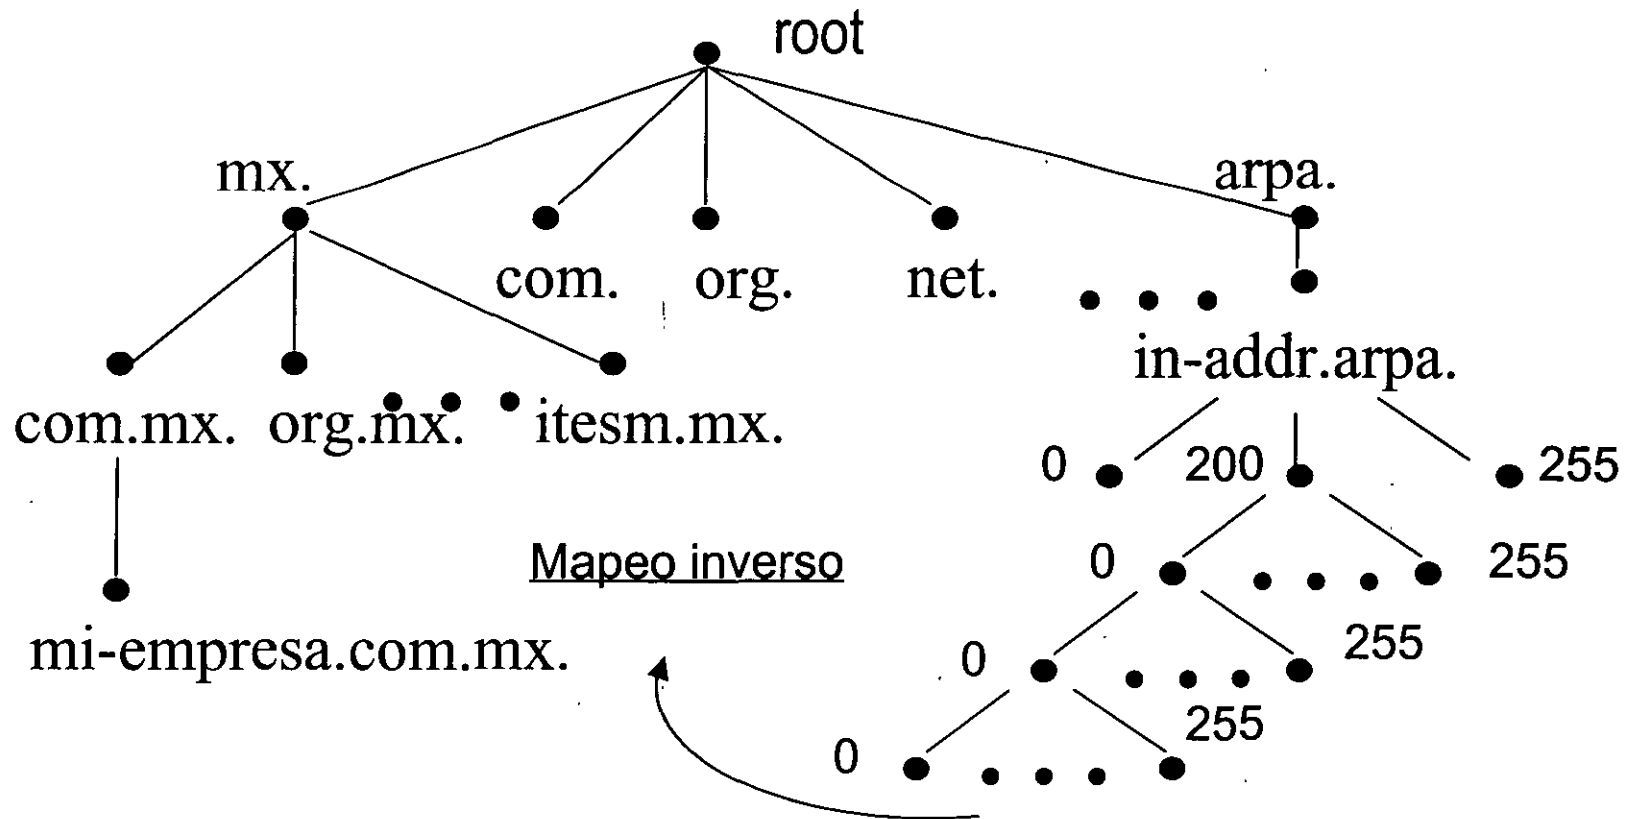 root
mx.
arpa.
com.
org.
net.
in-addr.arpa.
com.mx.
org.mx.
itesm.mx.
0
200
255
Mapeo inverso
0
255
mi-empresa.com.mx.
0
255
0
255